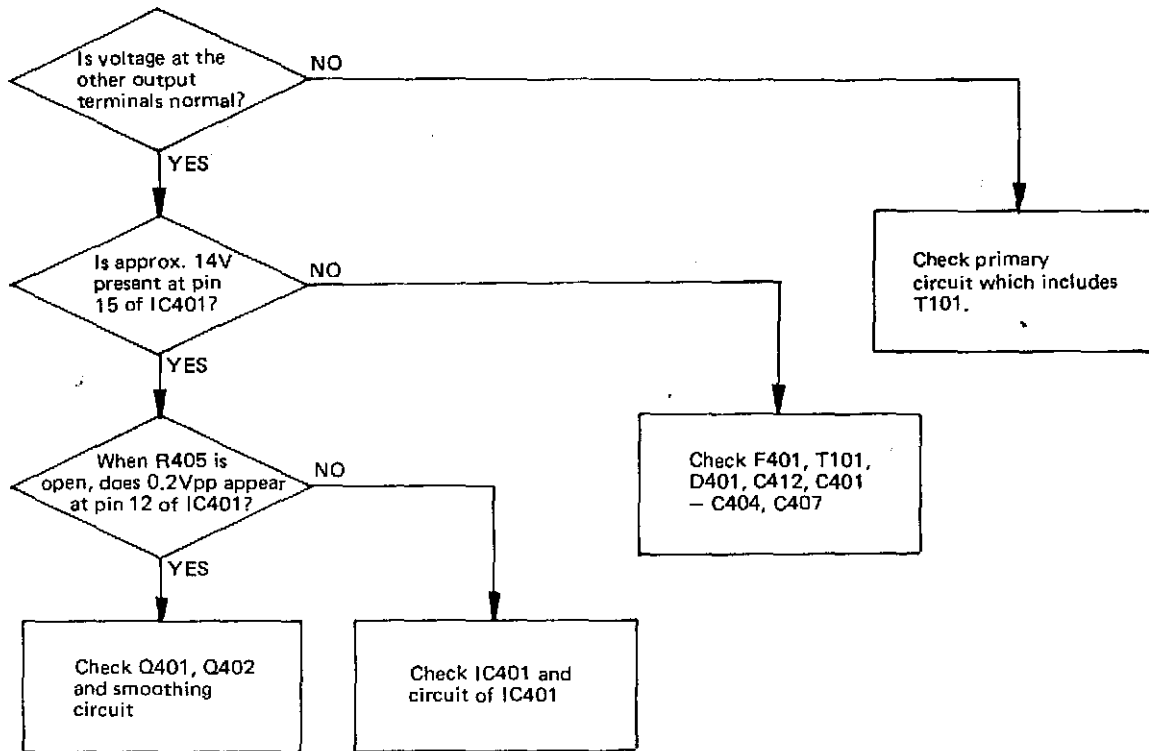 Is voltage at the
other output
terminals normal?
NO
YES
Check primary
circuit which includes
T101.
Is approx. 14V
present at pin
15 of IC401?
NO
YES
Check F401, T101,
D401, C412, C401
— C404, C407
When R405 is
open, does 0.2Vpp appear
at pin 12 of IC401?
NO
YES
Check Q401, Q402
and smoothing
circuit
Check IC401 and
circuit of IC401